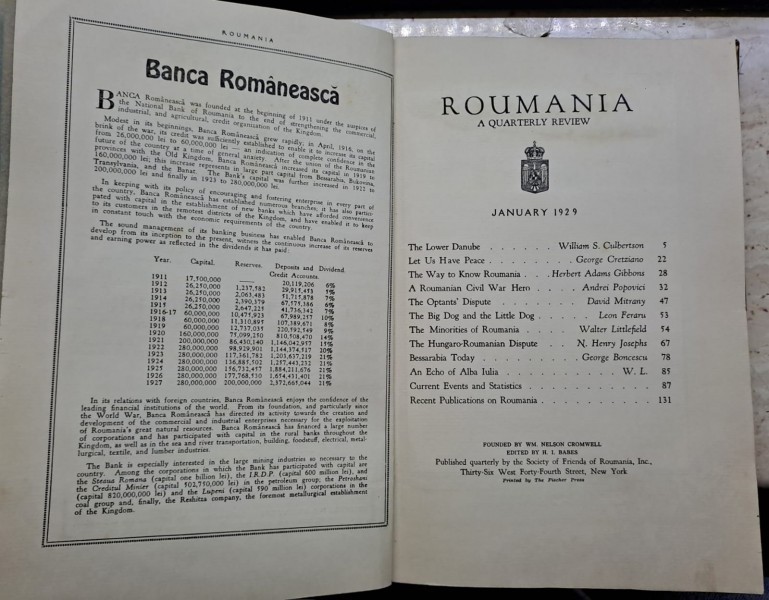 ROUMANIA
Banca Românească
BANCA Românească was founded at the beginning of 1911 under the auspices of
the National Bank of Roumania to the end of strengthening the commercial,
industrial, and agricultural, credit organization of the Kingdom.
Modest in its beginnings, Banca Românească grew rapidly; in April, 1916, on the
brink of the war, its credit was sufficiently established to enable it to increase its capital
from 26,000,000 lei to 60,000,000 lei — an indication of complete confidence in the
future of the country at a time of general anxiety. After the union of the Roumanian
provinces with the Old Kingdom, Banca Românească increased its capital in 1919 to
160,000,000 lei; this increase represents in large part capital from Bessarabia, Bukovina,
Transylvania, and the Banat. The Bank's capital was further increased in 1922 to
200,000,000 lei and finally in 1923 to 280,000,000 lei.
In keeping with its policy of encouraging and fostering enterprise in every part of
the country, Banca Românească has established numerous branches, it has also partici-
pated with capital in the establishment of new banks which have afforded convenience
to its customers in the remotest districts of the Kingdom, and have enabled it to keep
in constant touch with the economic requirements of the country.
The sound management of its banking business has enabled Banca Românească to
develop from its inception to the present, witness the continuous increase of its reserves
and earning power as reflected in the dividends it has paid:
Year. Capital. Reserves. Deposits and Dividend.
Credit Accounts.
1911 17,500,000 20,119,206 6%
1912 26,250,000 1,237,582 29,915,453
1913 26,250,000 2,063,483 51,715,878 7%
1914 26,250,000 2,390,379 67,575,386 6%
1915 26,250,000 2,647,225 41,736,342 7%
1916-17 60,000,000 10,471,923 67,989,257 10%
1918 60,000,000 11,310,895 107,389,671 8%
1919 60,000,000 12,737,035 220,592,549 9%
1920 160,000,000 75,099,250 810,508,470 14%
1921 200,000,000 86,450,140 1,146,042,937 15%
1922 280,000,000 98,929,901 1,144,374,517 20%
1923 280,000,000 117,361,782 1,203,637,219 21%
1924 280,000,000 136,885,502 1,257,443,232 21%
1925 280,000,000 156,732,457 1,884,211,676 21%
1926 280,000,000 177,768,530 1,674,431,401 21%
1927 280,000,000 200,000,000 2,372,665,044 21%
In its relations with foreign countries, Banca Românească enjoys the confidence of the
leading financial institutions of the world. From its foundation, and particularly since
the World War, Banca Românească has directed its activity towards the creation and
development of the commercial and industrial enterprises necessary for the exploitation
of Roumania's great natural resources. Banca Românească has financed a large number
of corporations and has participated with capital in the rural banks throughout the
Kingdom, as well as in the sea and rivers transportation, building, foodstuff, electrical, metal-
lurgical, textile, and lumber industries.
The Bank is especially interested in the large mining industries so necessary to the
country. Among the corporations in which the Bank has participated with capital are
the Steaua Romana (capital one billion lei), and the I.R.D.P. (capital 600 million lei), and
the Creditul Minier (capital 502,750,000 lei) in the petroleum group; the Petroshani
(capital 820,000,000 lei) and the Lupeni (capital 590 million lei) corporations in the
coal group and, finally, the Reshitza company, the foremost metallurgical establishment
of the Kingdom.
ROUMANIA
A QUARTERLY REVIEW
JANUARY 1929
The Lower Danube . . . . . . William S. Culbertson 5
Let Us Have Peace . . . . . . . . George Cretziano 22
The Way to Know Roumania . . . Herbert Adams Gibbons 28
A Roumanian Civil War Hero . . . . Andrei Popovici 32
The Optants' Dispute . . . . . . . . David Mitrany 47
The Big Dog and the Little Dog . . . . . Leon Feraru 53
The Minorities of Roumania . . . . Walter Littlefield 54
The Hungaro-Roumanian Dispute . . N. Henry Josephs 67
Bessarabia Today . . . . . . . . George Boncescu 78
An Echo of Alba Iulia . . . . . . . . . . W. L. 85
Current Events and Statistics . . . . . . . . . . . 87
Recent Publications on Roumania . . . . . . . . . . 131
FOUNDED BY WM. NELSON CROMWELL
EDITED BY H. I. BABES
Published quarterly by the Society of Friends of Roumania, Inc.,
Thirty-Six West Forty-Fourth Street, New York
Printed by The Fischer Press